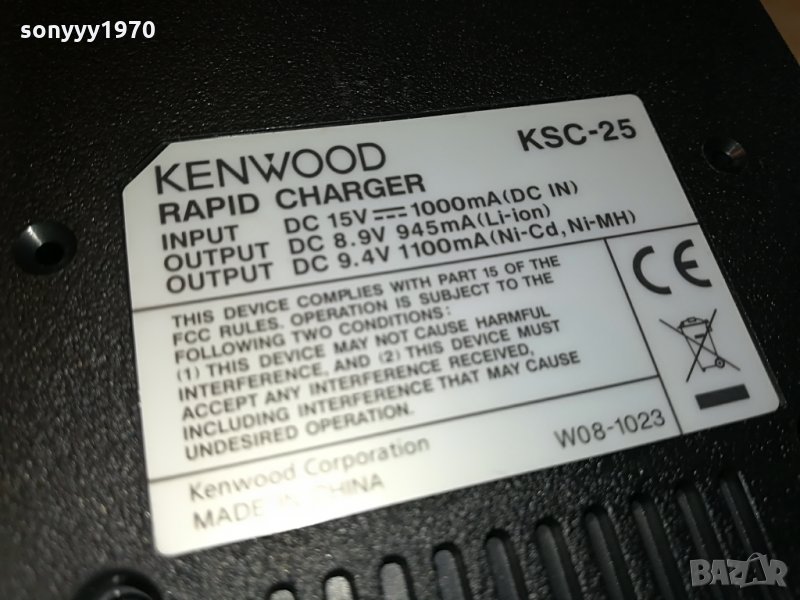 sonyyy1970
KENWOOD
KSC-25
RAPID CHARGER
INPUT DC 15V⎓1000mA(DC IN)
OUTPUT DC 8.9V 945mA(Li-ion)
OUTPUT DC 9.4V 1100mA(Ni-Cd, Ni-MH)
THIS DEVICE COMPLIES WITH PART 15 OF THE
FCC RULES. OPERATION IS SUBJECT TO THE
FOLLOWING TWO CONDITIONS:
(1) THIS DEVICE MAY NOT CAUSE HARMFUL
INTERFERENCE, AND (2) THIS DEVICE MUST
ACCEPT ANY INTERFERENCE RECEIVED,
INCLUDING INTERFERENCE THAT MAY CAUSE
UNDESIRED OPERATION.
CE
Kenwood Corporation
MADE IN CHINA
W08-1023
BAZAR